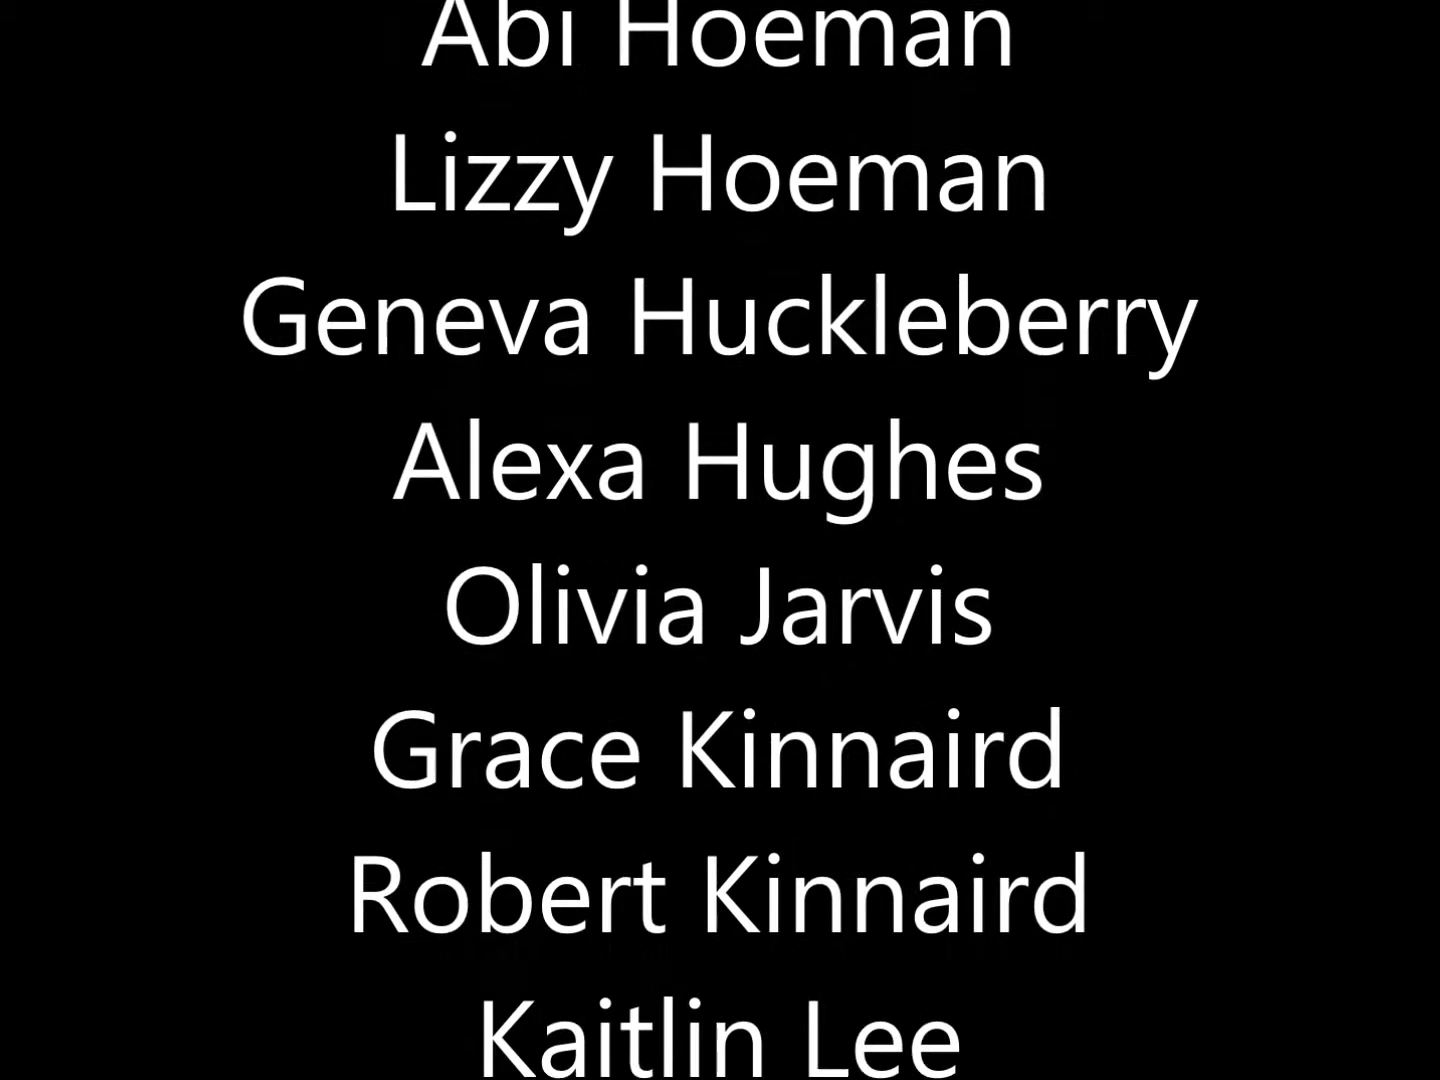 Abi Hoeman
Lizzy Hoeman
Geneva Huckleberry
Alexa Hughes
Olivia Jarvis
Grace Kinnaird
Robert Kinnaird
Kaitlin Lee